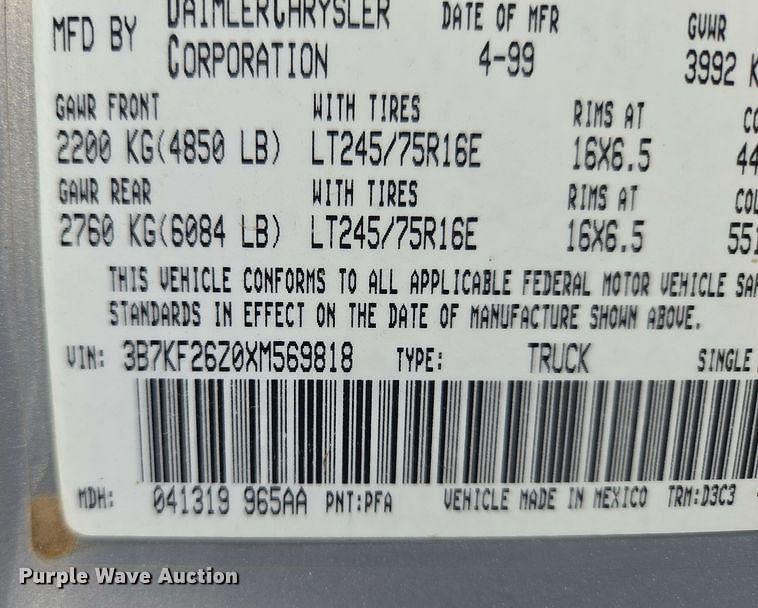 MFD BY DAIMLERCHRYSLER CORPORATION DATE OF MFR 4-99 GVWR 3992
GAWR FRONT WITH TIRES RIMS AT
2200 KG(4850 LB) LT245/75R16E 16X6.5
GAWR REAR WITH TIRES RIMS AT
2760 KG(6084 LB) LT245/75R16E 16X6.5
THIS VEHICLE CONFORMS TO ALL APPLICABLE FEDERAL MOTOR VEHICLE
STANDARDS IN EFFECT ON THE DATE OF MANUFACTURE SHOWN ABOVE.
VIN: 3B7KF26Z0XM569818 TYPE: TRUCK SINGLE
MDH: 041319 965AA PNT:PFA VEHICLE MADE IN MEXICO TRM:D3C3
Purple Wave Auction